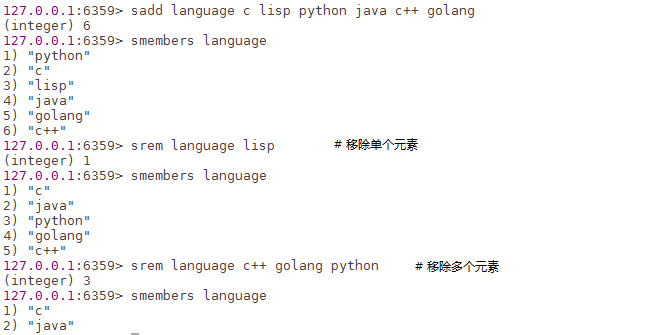 127.0.0.1:6359> sadd language c lisp python java c++ golang
(integer) 6
127.0.0.1:6359> smembers language
1) "python"
2) "c"
3) "lisp"
4) "java"
5) "golang"
6) "c++"
127.0.0.1:6359> srem language lisp # 移除单个元素
(integer) 1
127.0.0.1:6359> smembers language
1) "c"
2) "java"
3) "python"
4) "golang"
5) "c++"
127.0.0.1:6359> srem language c++ golang python # 移除多个元素
(integer) 3
127.0.0.1:6359> smembers language
1) "c"
2) "java"